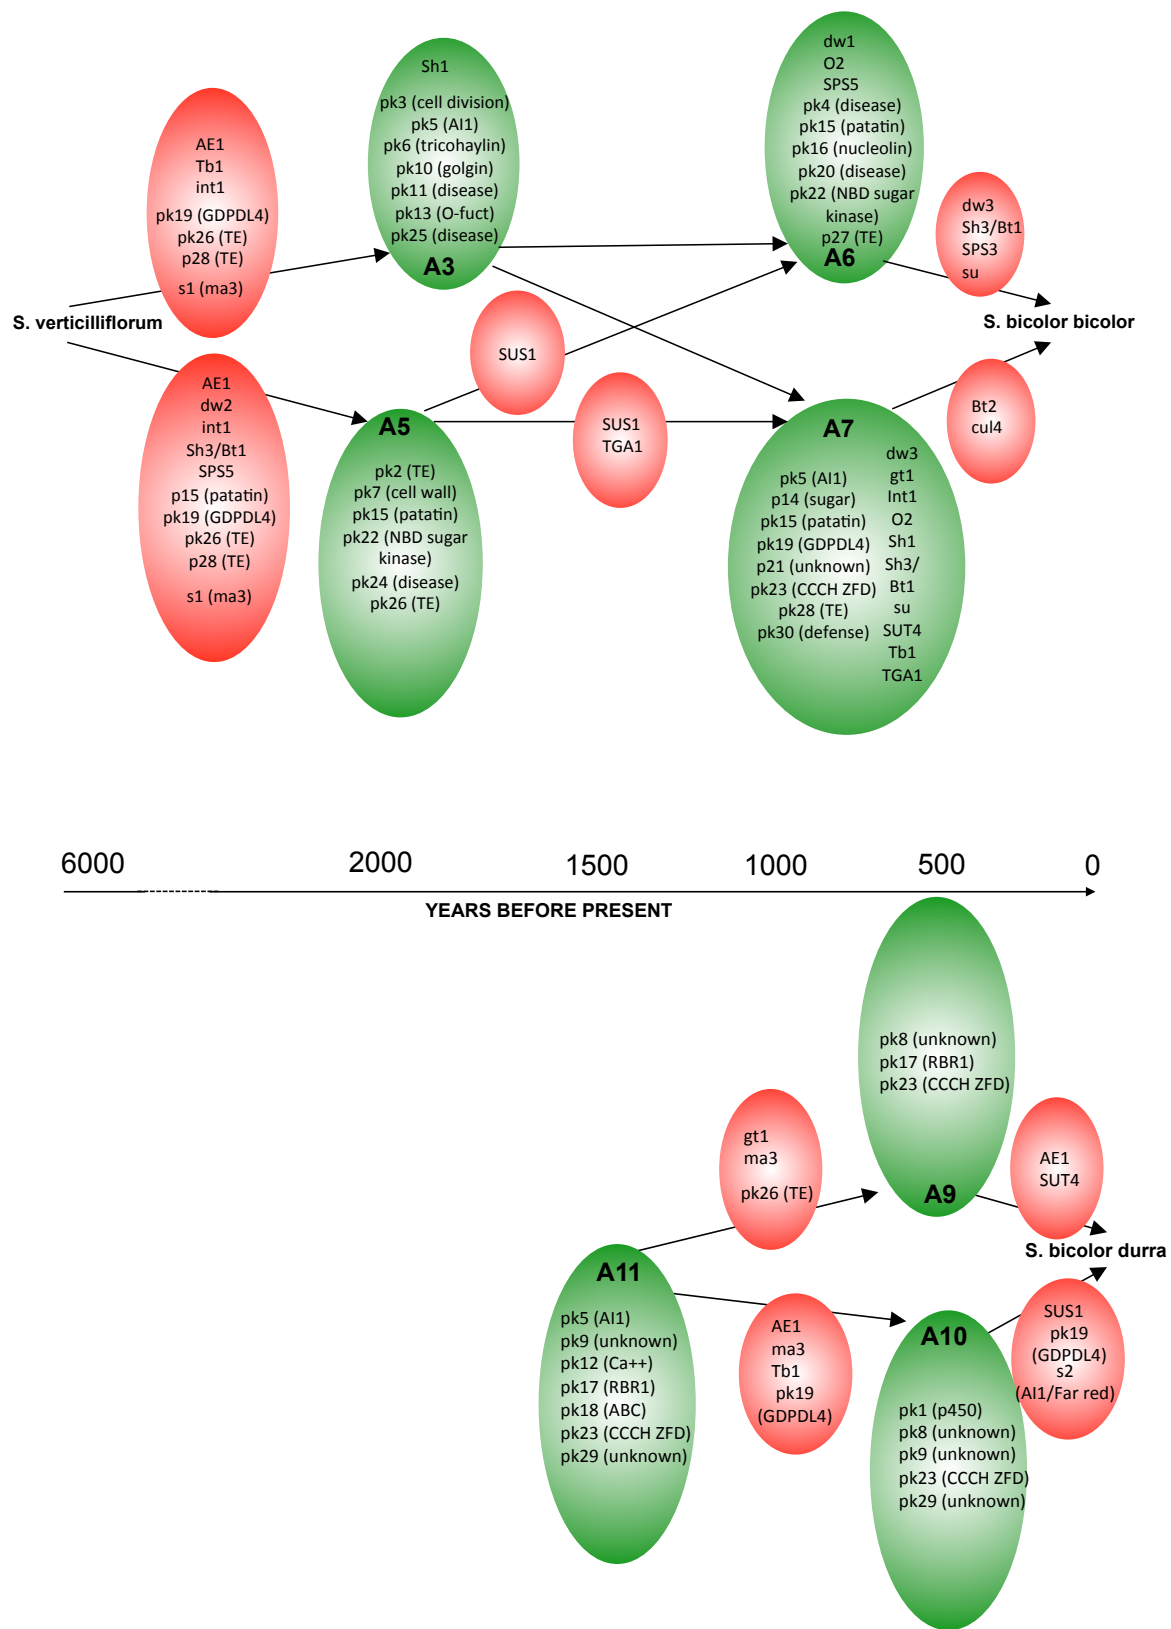 AE1
Tb1
int1
pk19 (GDPDL4)
pk26 (TE)
p28 (TE)
s1 (ma3)
Sh1
pk3 (cell division)
pk5 (AI1)
pk6 (tricohaylin)
pk10 (golgin)
pk11 (disease)
pk13 (O-fuct)
pk25 (disease)
A3
dw1
O2
SPS5
pk4 (disease)
pk15 (patatin)
pk16 (nucleolin)
pk20 (disease)
pk22 (NBD sugar
kinase)
p27 (TE)
A6
dw3
Sh3/Bt1
SPS3
su
S. verticilliflorum
S. bicolor bicolor
SUS1
AE1
dw2
int1
Sh3/Bt1
SPS5
p15 (patatin)
pk19 (GDPDL4)
pk26 (TE)
p28 (TE)
s1 (ma3)
A5
pk2 (TE)
pk7 (cell wall)
pk15 (patatin)
pk22 (NBD sugar
kinase)
pk24 (disease)
pk26 (TE)
SUS1
TGA1
A7
pk5 (AI1)
p14 (sugar)
pk15 (patatin)
pk19 (GDPDL4)
p21 (unknown)
pk23 (CCCH ZFD)
pk28 (TE)
pk30 (defense)
dw3
gt1
Int1
O2
Sh1
Sh3/
Bt1
su
SUT4
Tb1
TGA1
Bt2
cul4
6000 2000 1500 1000 500 0
YEARS BEFORE PRESENT
pk8 (unknown)
pk17 (RBR1)
pk23 (CCCH ZFD)
A9
gt1
ma3
pk26 (TE)
AE1
SUT4
S. bicolor durra
A11
pk5 (AI1)
pk9 (unknown)
pk12 (Ca++)
pk17 (RBR1)
pk18 (ABC)
pk23 (CCCH ZFD)
pk29 (unknown)
AE1
ma3
Tb1
pk19
(GDPDL4)
A10
pk1 (p450)
pk8 (unknown)
pk9 (unknown)
pk23 (CCCH ZFD)
pk29 (unknown)
SUS1
pk19
(GDPDL4)
s2
(AI1/Far red)